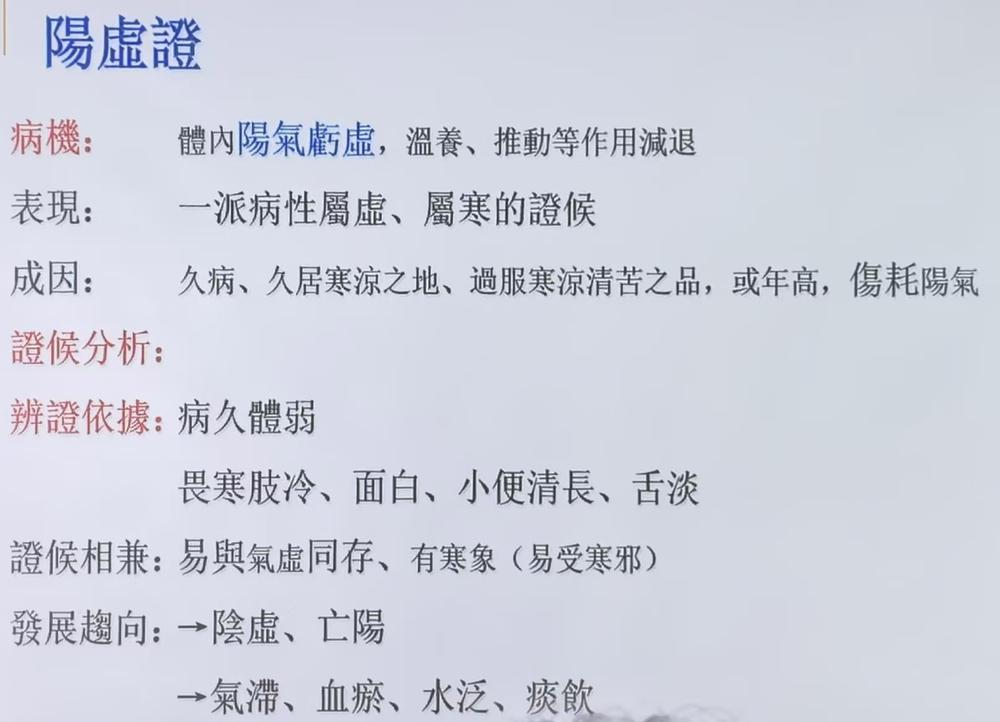 陽虛證
病機： 體內陽氣虧虛，溫養、推動等作用減退
表現： 一派病性屬虛、屬寒的證候
成因： 久病、久居寒涼之地、過服寒涼清苦之品，或年高，傷耗陽氣
證候分析：
辨證依據：病久體弱
畏寒肢冷、面白、小便清長、舌淡
證候相兼：易與氣虛同存、有寒象（易受寒邪）
發展趨向：→陰虛、亡陽
→氣滯、血瘀、水泛、痰飲